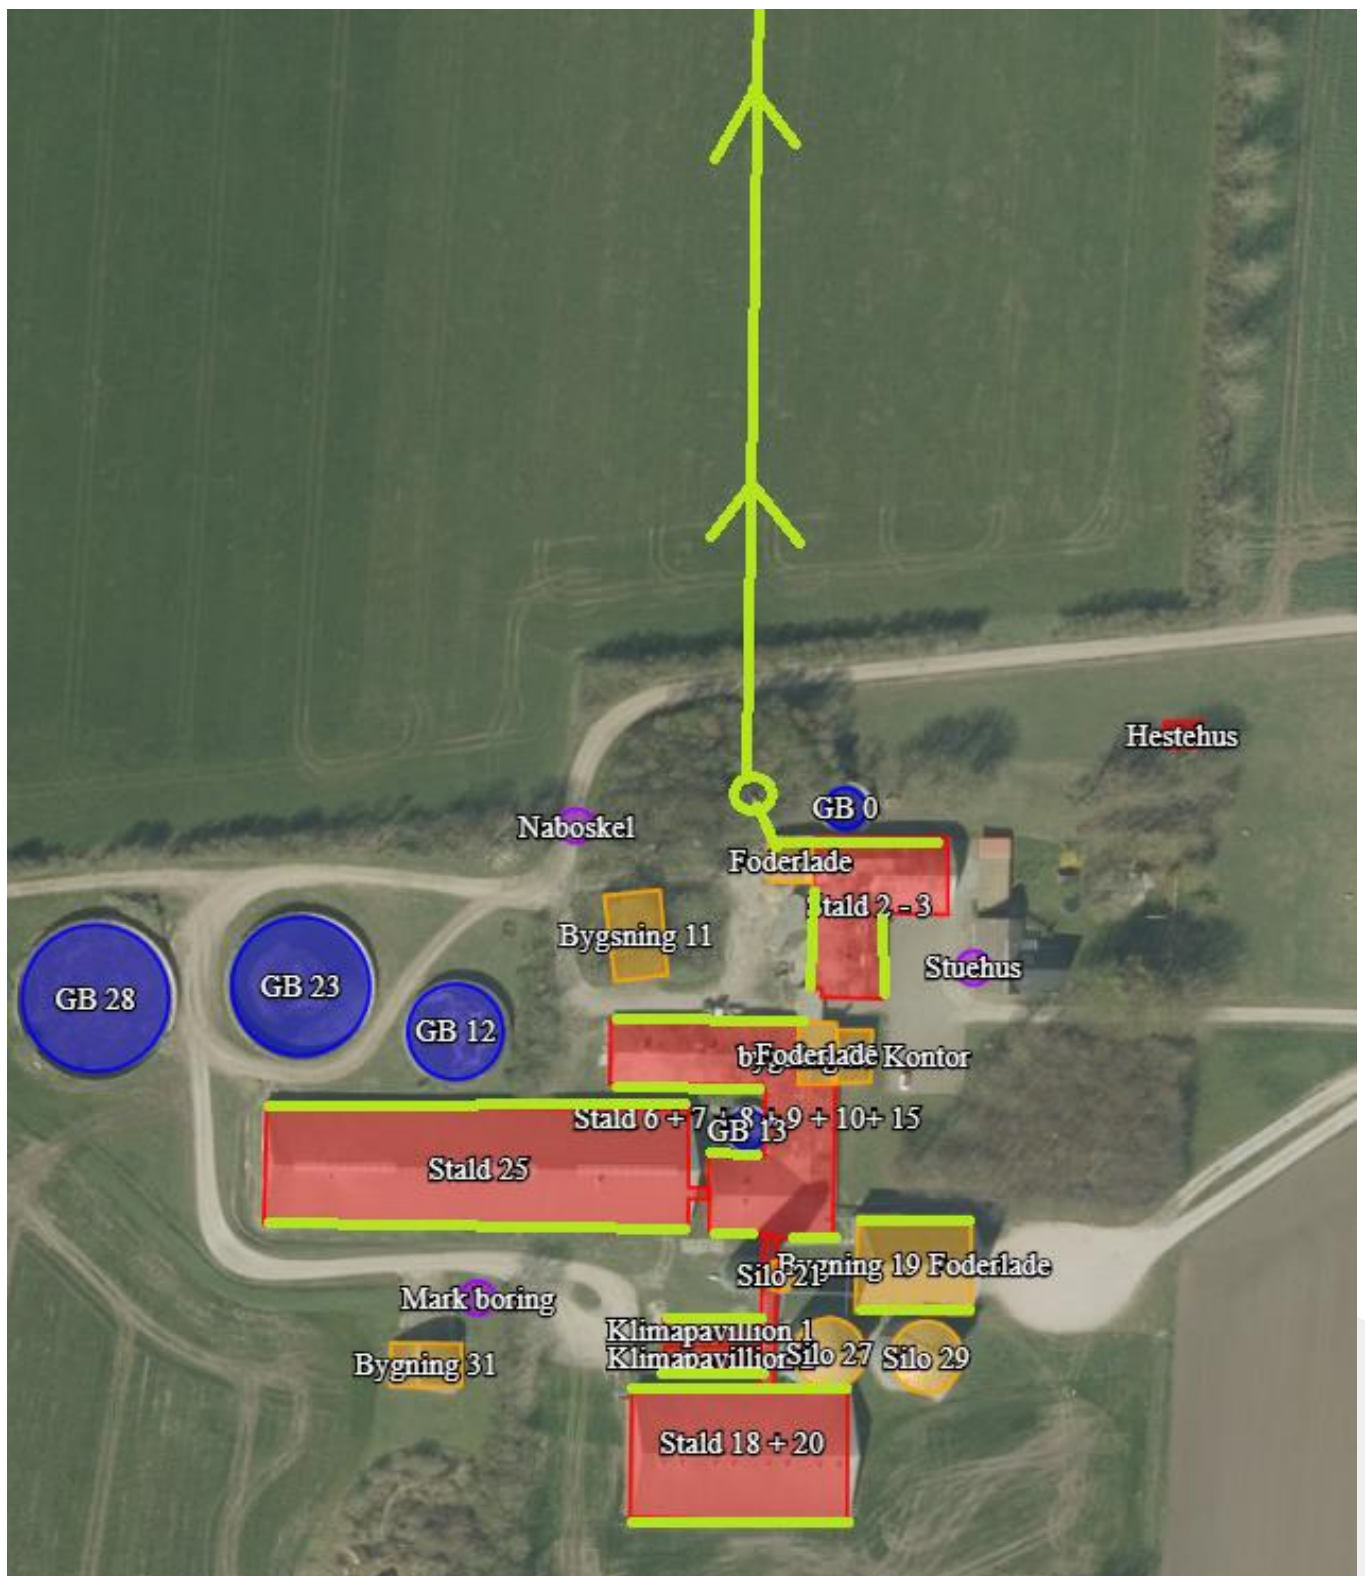 Hestehus
GB 0
Naboskel
Foderlade
Stald 2 - 3
Bygsning 11
Stuehus
GB 28
GB 23
GB 12
Foderlade
Kontor
Stald 6 + 7 + 8 + 9 + 10+ 15
GB 13
Stald 25
Bygning 19 Foderlade
Silo 21
Mark boring
Klimapavillion 1
Klimapavillion
Silo 27
Silo 29
Bygning 31
Stald 18 + 20